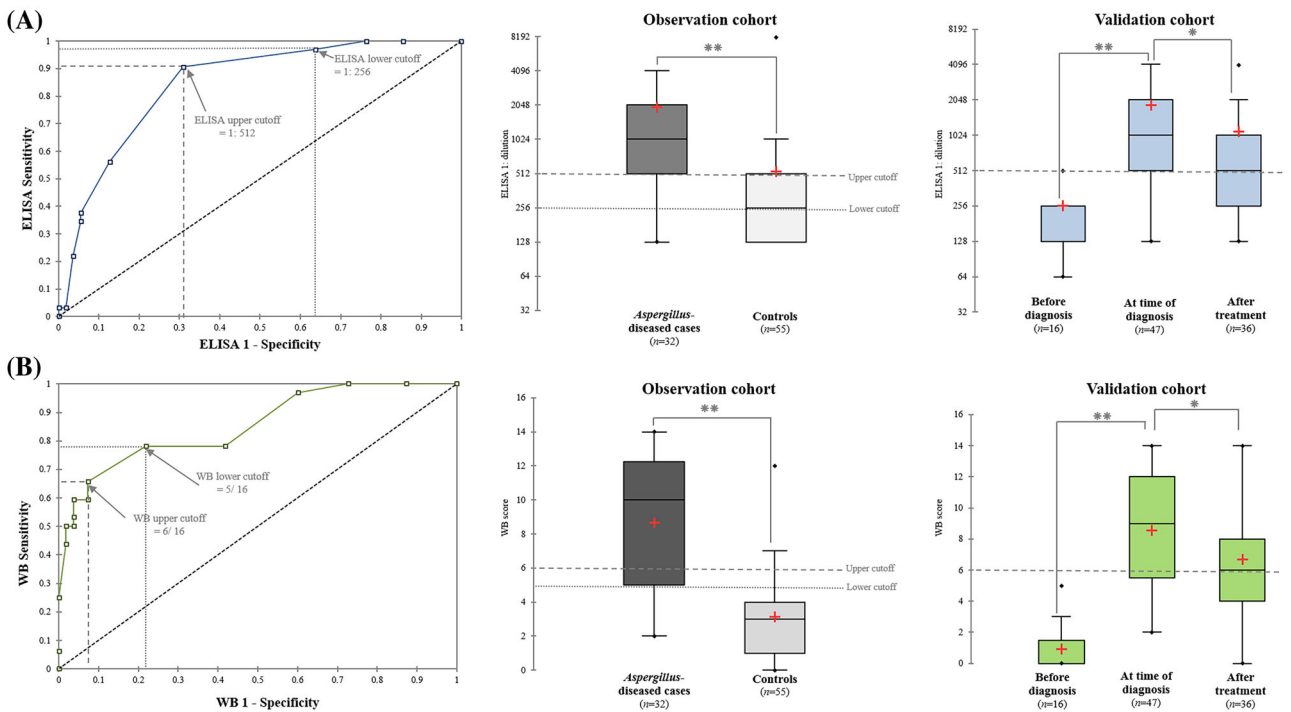 (A)
1
0.9
0.8
0.7
0.6
0.5
0.4
0.3
0.2
0.1
0
ELISA Sensitivity
ELISA lower cutoff
= 1: 256
ELISA upper cutoff
= 1: 512
0
0.1
0.2
0.3
0.4
0.5
0.6
0.7
0.8
0.9
1
ELISA 1 - Specificity
Observation cohort
8192
4096
2048
1024
512
256
128
64
32
ELISA 1: dilution
**
Upper cutoff
Lower cutoff
Aspergillus-
diseased cases
(n=32)
Controls
(n=55)
Validation cohort
8192
4096
2048
1024
512
256
128
64
32
ELISA 1: dilution
**
*
Before
diagnosis
(n=16)
At time of
diagnosis
(n=47)
After
treatment
(n=36)
(B)
1
0.9
0.8
0.7
0.6
0.5
0.4
0.3
0.2
0.1
0
WB Sensitivity
WB lower cutoff
= 5/ 16
WB upper cutoff
= 6/ 16
0
0.1
0.2
0.3
0.4
0.5
0.6
0.7
0.8
0.9
1
WB 1 - Specificity
Observation cohort
16
14
12
10
8
6
4
2
0
WB score
**
Upper cutoff
Lower cutoff
Aspergillus-
diseased cases
(n=32)
Controls
(n=55)
Validation cohort
16
14
12
10
8
6
4
2
0
WB score
**
*
Before
diagnosis
(n=16)
At time of
diagnosis
(n=47)
After
treatment
(n=36)